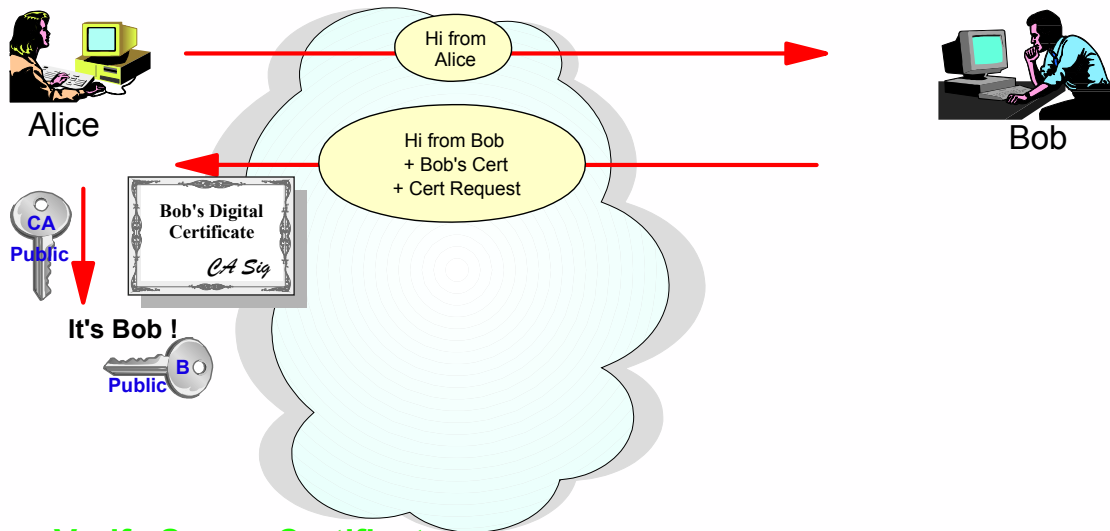 Hi from
Alice
Alice
Bob
Hi from Bob
+ Bob's Cert
+ Cert Request
CA
Public
Bob's Digital
Certificate
CA Sig
It's Bob !
B
Public